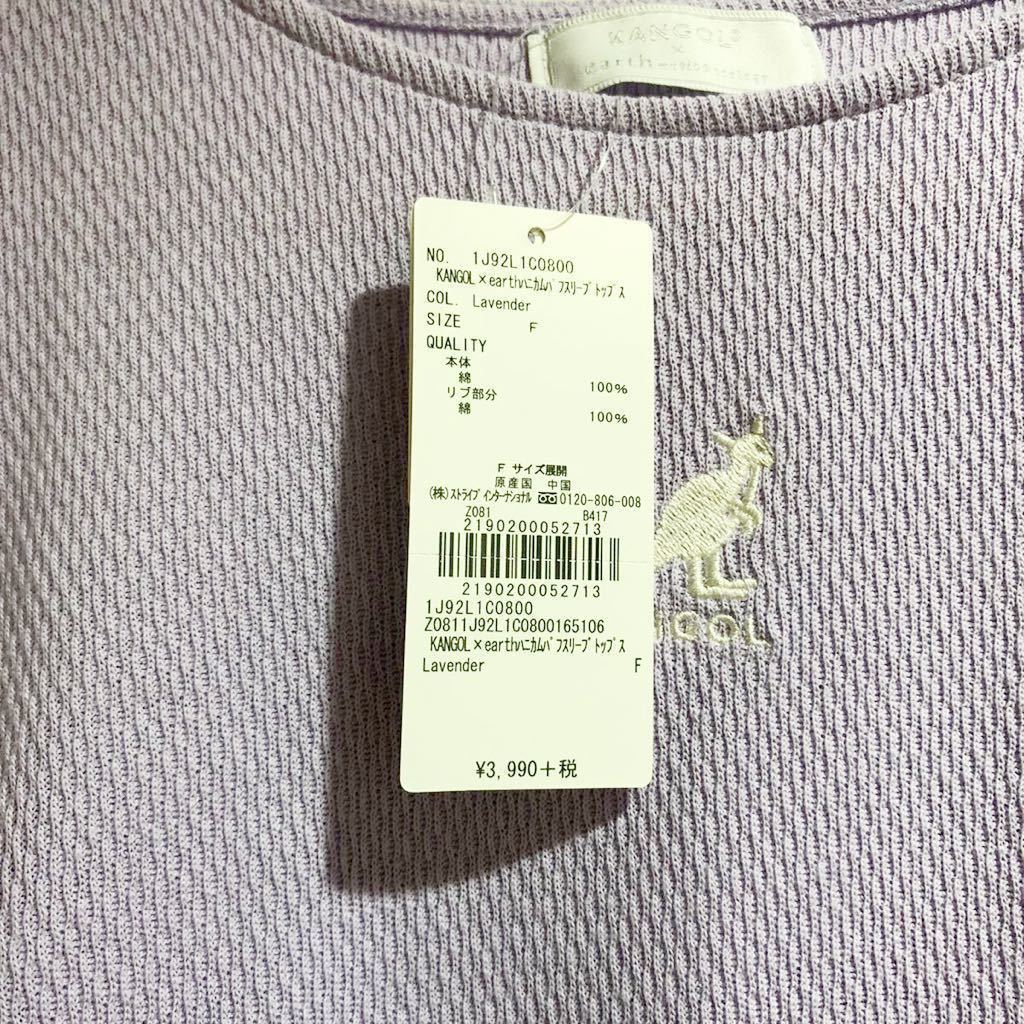 KANGOL
×
earth
NO. 1J92L1C0800
KANGOL×earthﾊﾆｶﾑﾊﾟﾌｽﾘｰﾌﾞﾄｯﾌﾟｽ
COL. Lavender
SIZE F
QUALITY
本体
綿 100%
リブ部分
綿 100%
F サイズ展開
原産国 中国
(株)ｽﾄﾗｲﾌﾟｲﾝﾀｰﾅｼｮﾅﾙ 0120-806-008
Z081 B417
2190200052713
2190200052713
1J92L1C0800
Z0811J92L1C0800165106
KANGOL×earthﾊﾆｶﾑﾊﾟﾌｽﾘｰﾌﾞﾄｯﾌﾟｽ
Lavender F
¥3,990+税
NGOL